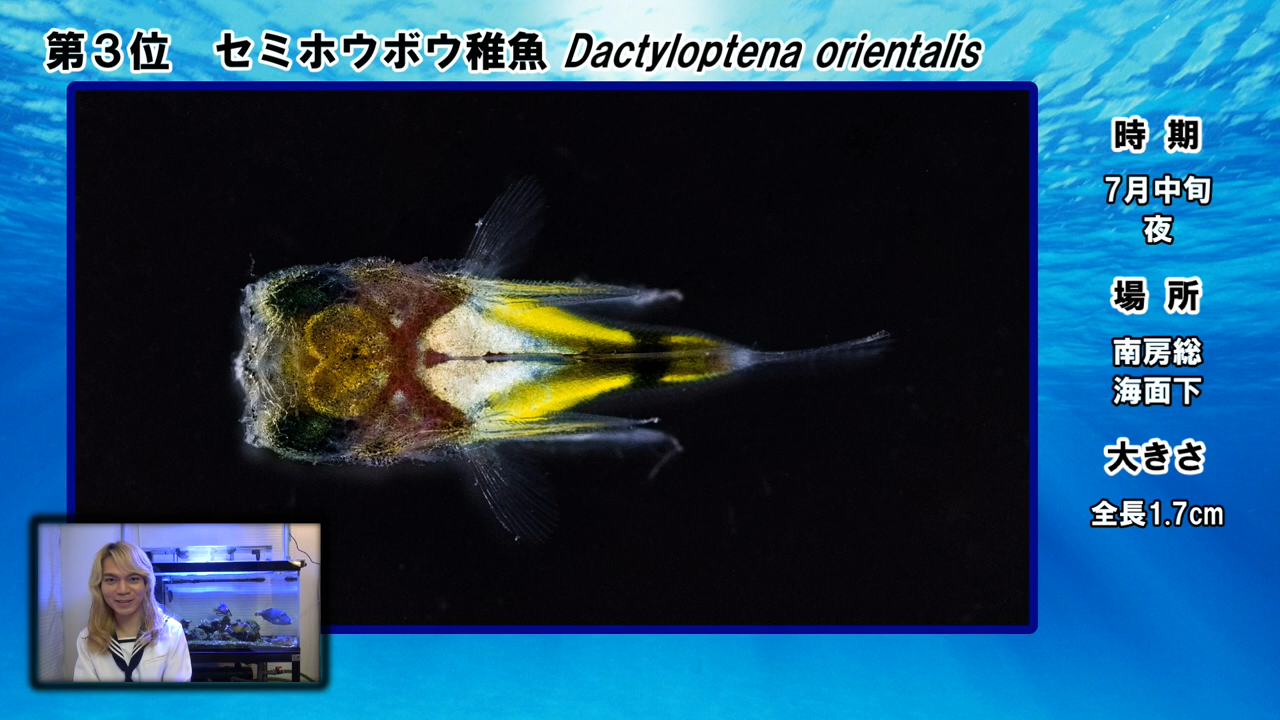 第３位　セミホウボウ稚魚 Dactyloptena orientalis
時 期
7月中旬
夜
場 所
南房総
海面下
大きさ
全長1.7cm